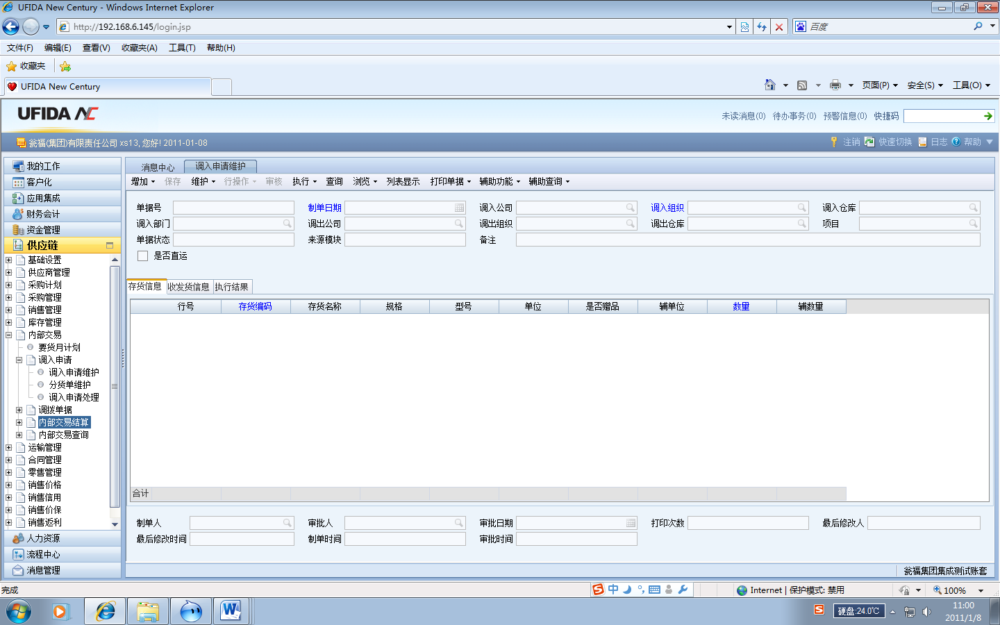 UFIDA New Century - Windows Internet Explorer
http://192.168.6.145/login.jsp
百度
文件(F) 编辑(E) 查看(V) 收藏夹(A) 工具(T) 帮助(H)
收藏夹
UFIDA New Century
页面(P) 安全(S) 工具(O)
UFIDA NC
未读消息(0) 待办事务(0) 预警信息(0) 快捷码
瓮福(集团)有限责任公司 xs13, 您好! 2011-01-08
注销 快速切换 日志 帮助
我的工作
客户化
应用集成
财务会计
资金管理
供应链
基础设置
供应商管理
采购计划
采购管理
销售管理
库存管理
内部交易
要货月计划
调入申请
调入申请维护
分货单维护
调入申请处理
调拨单据
内部交易结算
内部交易查询
运输管理
合同管理
零售管理
销售价格
销售信用
销售价保
销售返利
人力资源
流程中心
消息管理
消息中心 调入申请维护
增加 保存 维护 行操作 审核 执行 查询 浏览 列表显示 打印单据 辅助功能 辅助查询
单据号 制单日期 调入公司 调入组织 调入仓库
调入部门 调出公司 调出组织 调出仓库 项目
单据状态 来源模块 备注
是否直运
存货信息 收发货信息 执行结果
行号 存货编码 存货名称 规格 型号 单位 是否赠品 辅单位 数量 辅数量
合计
制单人 审批人 审批日期 打印次数 最后修改人
最后修改时间 制单时间 审批时间
瓮福集团集成测试账套
完成
中
Internet | 保护模式: 禁用
100%
硬盘:24.0℃
11:00
2011/1/8